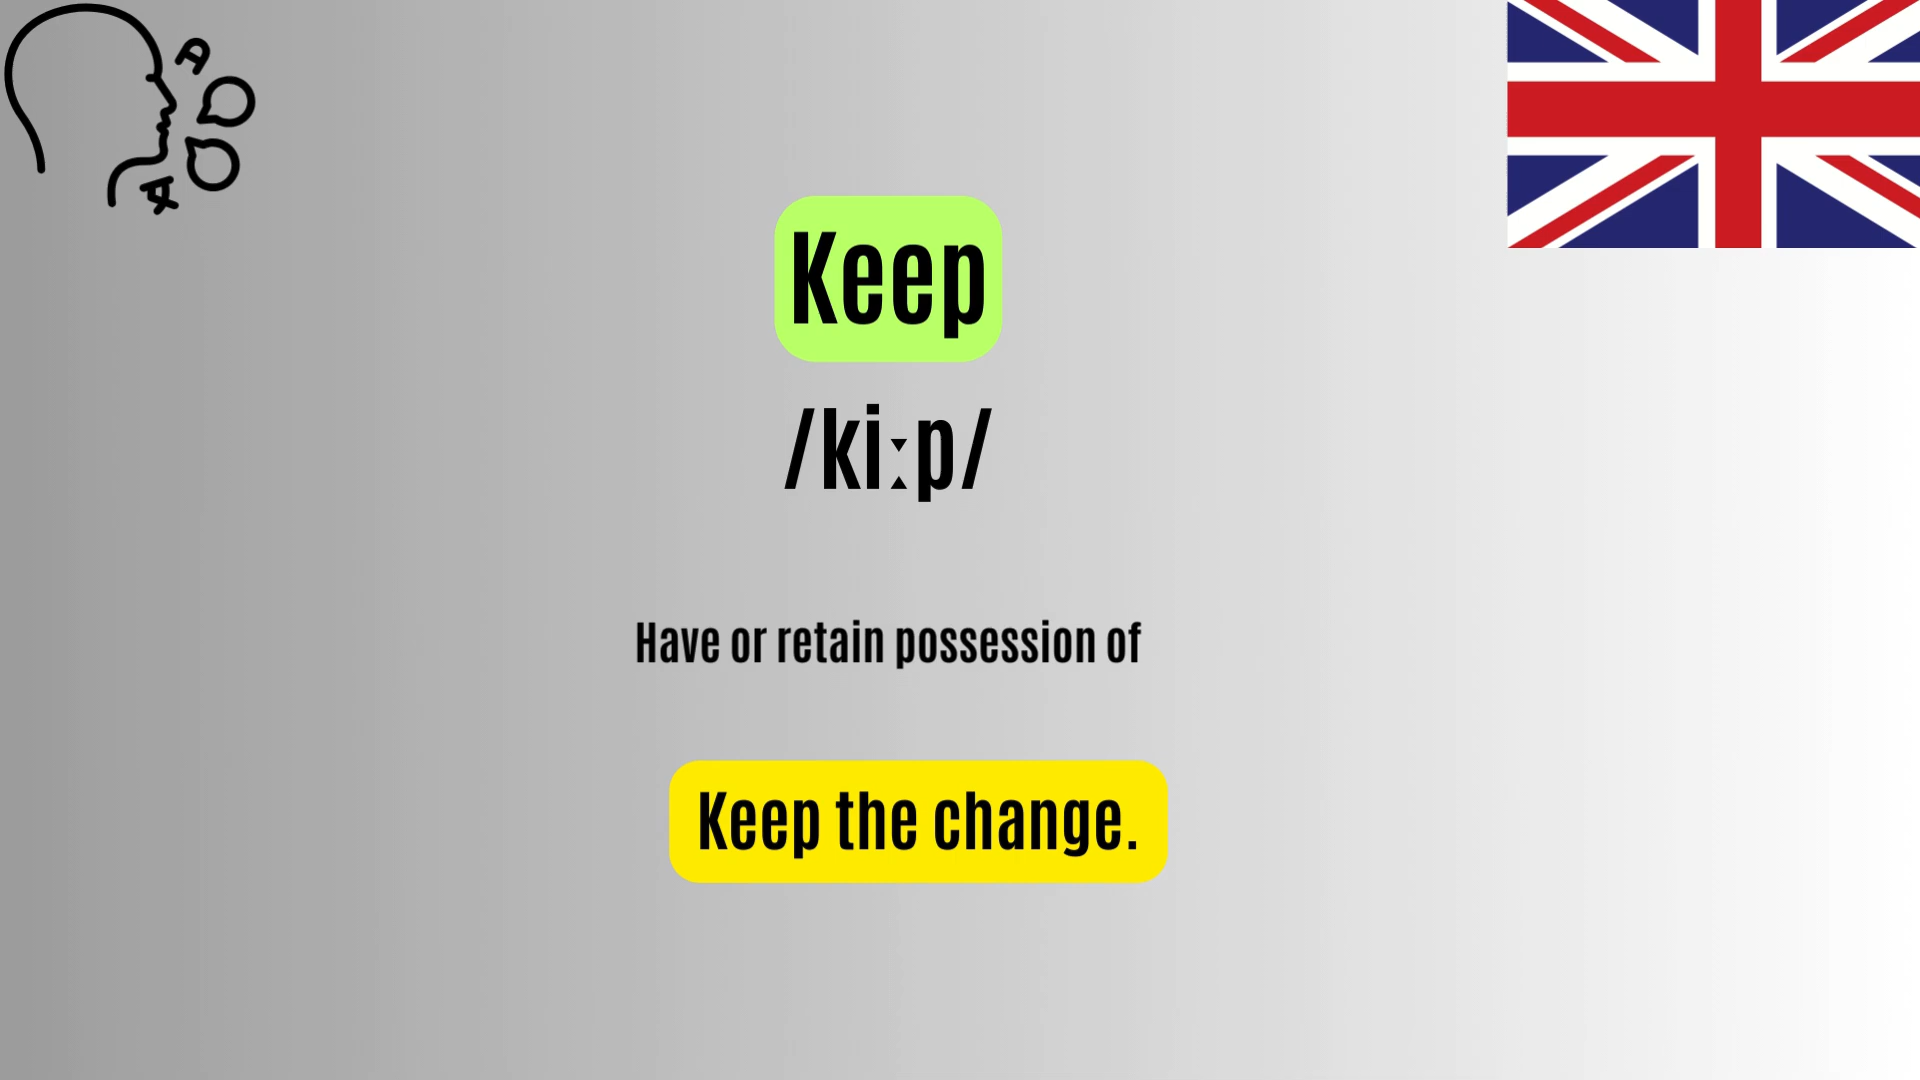 Keep
/kiːp/
Have or retain possession of
Keep the change.